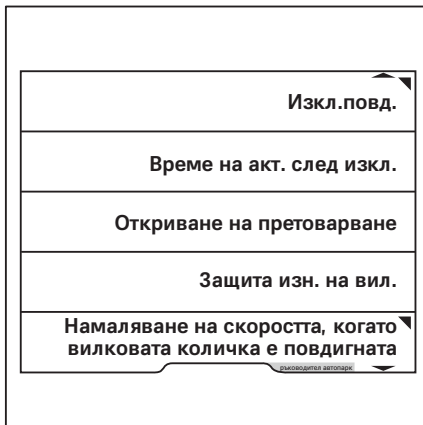 Изкл.повд.
Време на акт. след изкл.
Откриване на претоварване
Защита изн. на вил.
Намаляване на скоростта, когато
вилковата количка е повдигната
ръководител автопарк